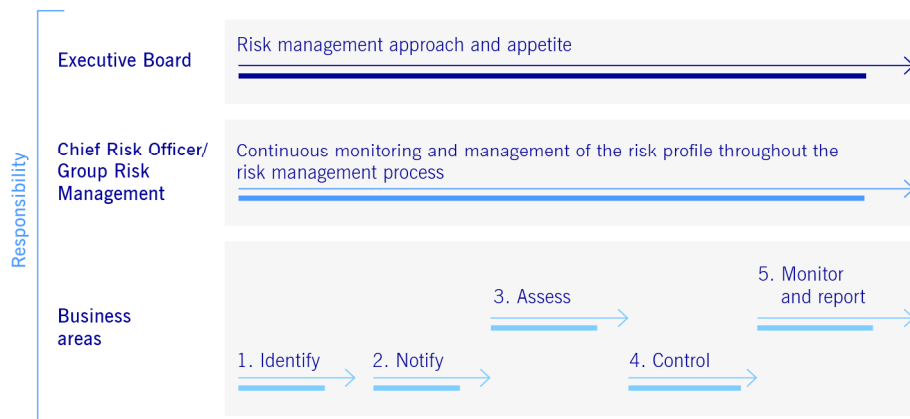 Responsibility
Executive Board
Risk management approach and appetite
Chief Risk Officer/
Group Risk
Management
Continuous monitoring and management of the risk profile throughout the
risk management process
Business
areas
1. Identify
2. Notify
3. Assess
4. Control
5. Monitor
and report